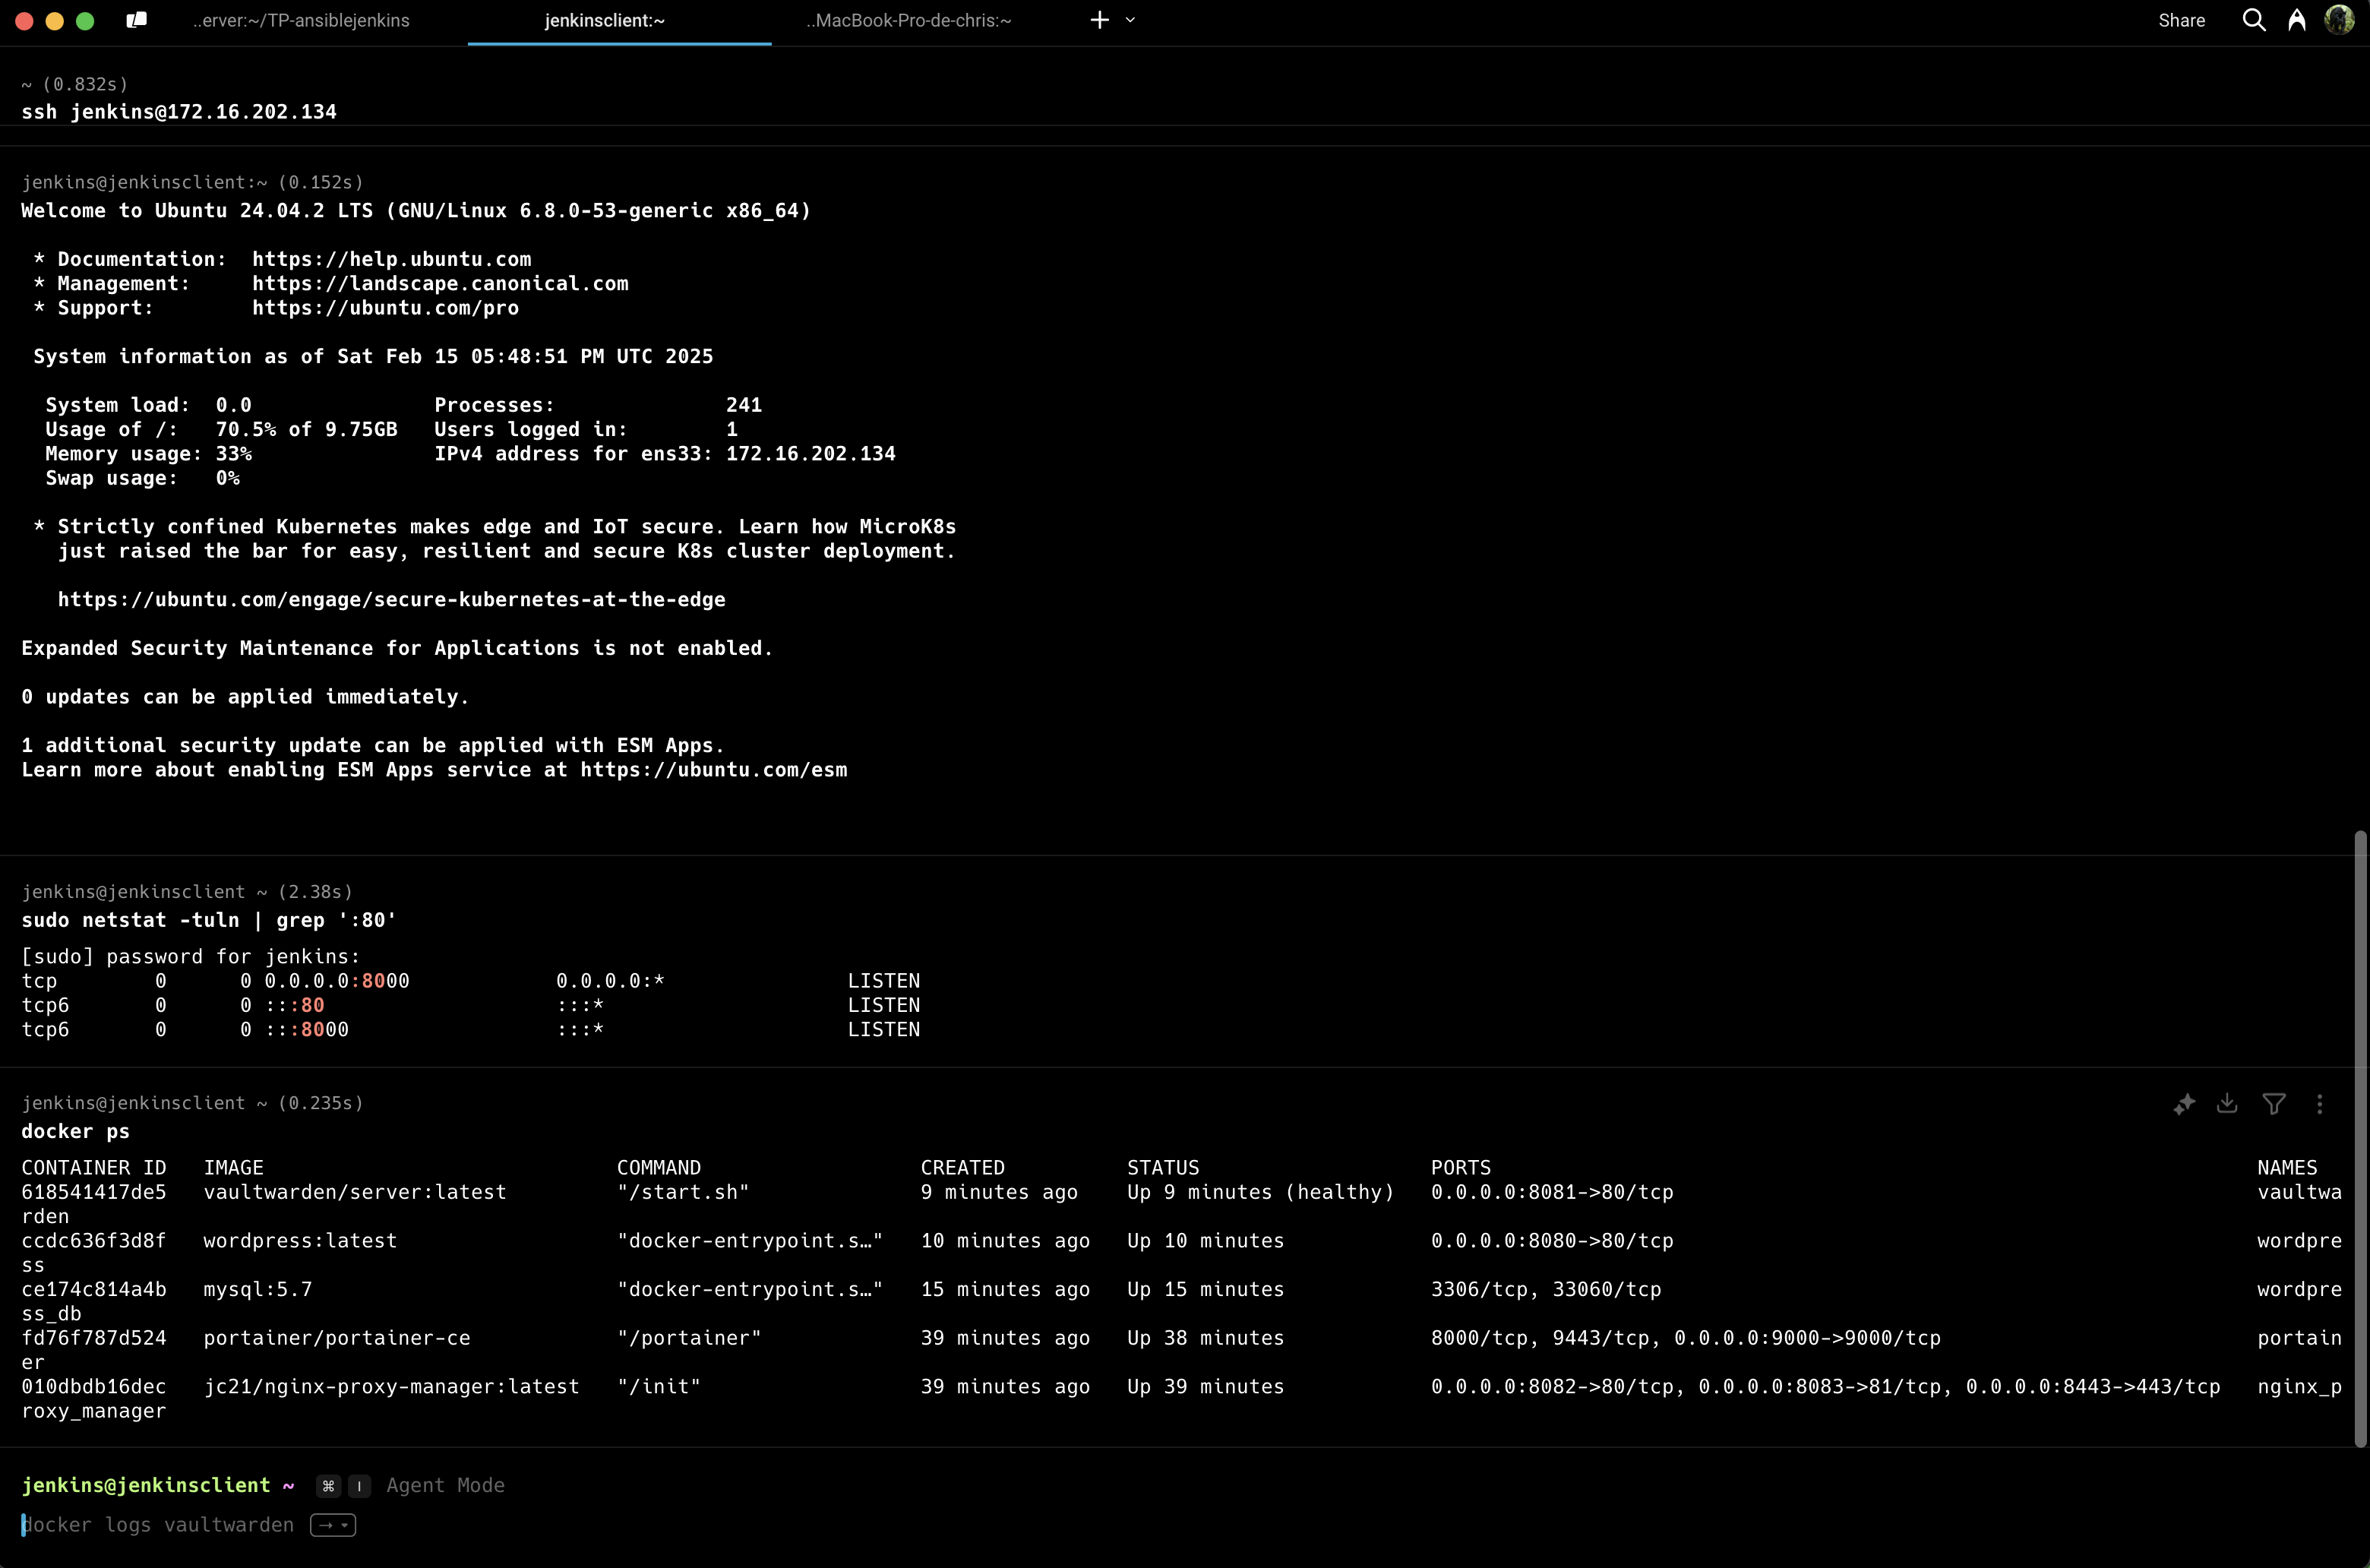 ..erver:~/TP-ansiblejenkins jenkinsclient:~ ..MacBook-Pro-de-chris:~ Share
~ (0.832s)
ssh jenkins@172.16.202.134
jenkins@jenkinsclient:~ (0.152s)
Welcome to Ubuntu 24.04.2 LTS (GNU/Linux 6.8.0-53-generic x86_64)
* Documentation:  https://help.ubuntu.com
* Management:     https://landscape.canonical.com
* Support:        https://ubuntu.com/pro
System information as of Sat Feb 15 05:48:51 PM UTC 2025
System load:  0.0               Processes:              241
Usage of /:   70.5% of 9.75GB   Users logged in:        1
Memory usage: 33%               IPv4 address for ens33: 172.16.202.134
Swap usage:   0%
* Strictly confined Kubernetes makes edge and IoT secure. Learn how MicroK8s
just raised the bar for easy, resilient and secure K8s cluster deployment.
https://ubuntu.com/engage/secure-kubernetes-at-the-edge
Expanded Security Maintenance for Applications is not enabled.
0 updates can be applied immediately.
1 additional security update can be applied with ESM Apps.
Learn more about enabling ESM Apps service at https://ubuntu.com/esm
jenkins@jenkinsclient ~ (2.38s)
sudo netstat -tuln | grep ':80'
[sudo] password for jenkins:
tcp        0      0 0.0.0.0:8000            0.0.0.0:*               LISTEN
tcp6       0      0 :::80                   :::*                    LISTEN
tcp6       0      0 :::8000                 :::*                    LISTEN
jenkins@jenkinsclient ~ (0.235s)
docker ps
CONTAINER ID   IMAGE                             COMMAND                  CREATED          STATUS                   PORTS                                                                NAMES
618541417de5   vaultwarden/server:latest         "/start.sh"              9 minutes ago    Up 9 minutes (healthy)   0.0.0.0:8081->80/tcp                                                 vaultwa
rden
ccdc636f3d8f   wordpress:latest                  "docker-entrypoint.s…"   10 minutes ago   Up 10 minutes            0.0.0.0:8080->80/tcp                                                 wordpre
ss
ce174c814a4b   mysql:5.7                         "docker-entrypoint.s…"   15 minutes ago   Up 15 minutes            3306/tcp, 33060/tcp                                                  wordpre
ss_db
fd76f787d524   portainer/portainer-ce            "/portainer"             39 minutes ago   Up 38 minutes            8000/tcp, 9443/tcp, 0.0.0.0:9000->9000/tcp                           portain
er
010dbdb16dec   jc21/nginx-proxy-manager:latest   "/init"                  39 minutes ago   Up 39 minutes            0.0.0.0:8082->80/tcp, 0.0.0.0:8083->81/tcp, 0.0.0.0:8443->443/tcp   nginx_p
roxy_manager
jenkins@jenkinsclient ~ ⌘ I Agent Mode
docker logs vaultwarden